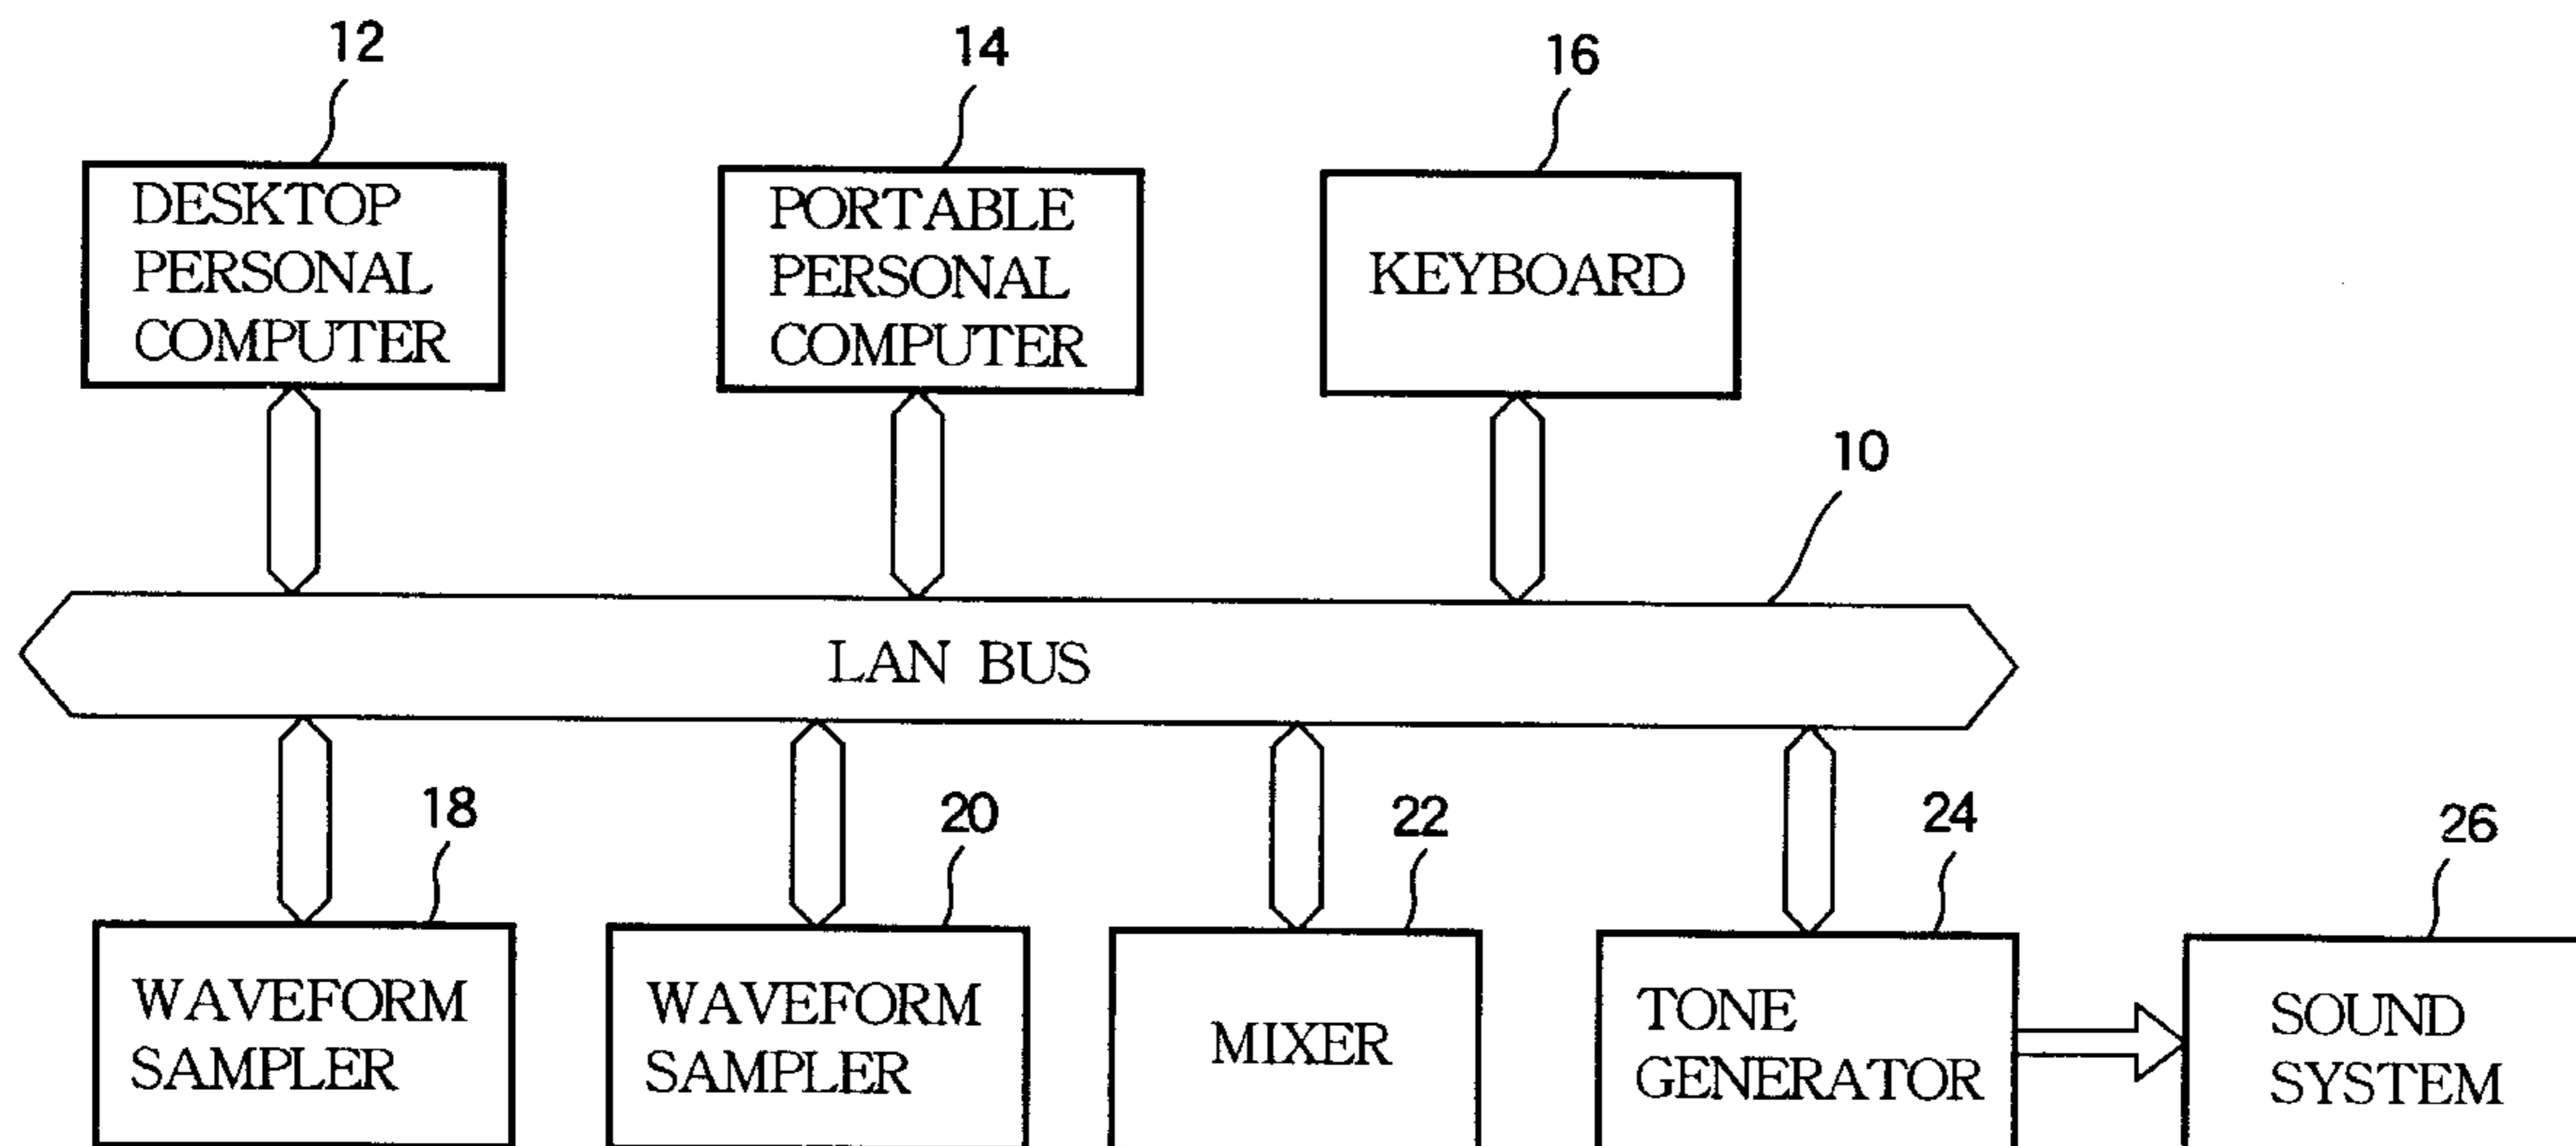 12
14
16
DESKTOP
PERSONAL
COMPUTER
PORTABLE
PERSONAL
COMPUTER
KEYBOARD
10
LAN BUS
18
20
22
24
26
WAVEFORM
SAMPLER
WAVEFORM
SAMPLER
MIXER
TONE
GENERATOR
SOUND
SYSTEM